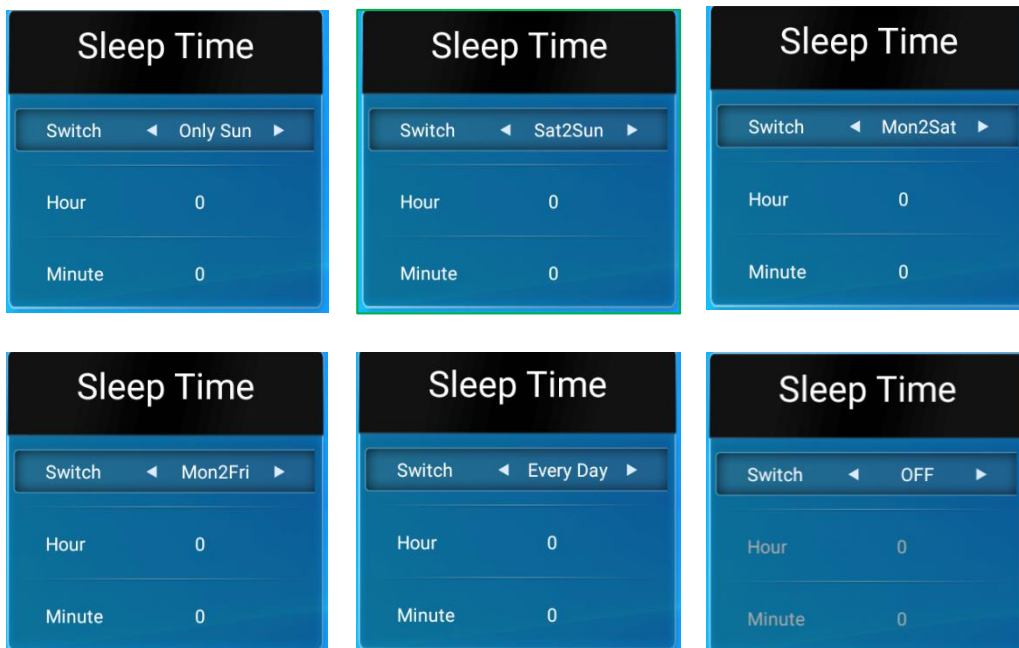 Sleep Time
Switch ◀ Only Sun ▶
Hour 0
Minute 0
Sleep Time
Switch ◀ Sat2Sun ▶
Hour 0
Minute 0
Sleep Time
Switch ◀ Mon2Sat ▶
Hour 0
Minute 0
Sleep Time
Switch ◀ Mon2Fri ▶
Hour 0
Minute 0
Sleep Time
Switch ◀ Every Day ▶
Hour 0
Minute 0
Sleep Time
Switch ◀ OFF ▶
Hour 0
Minute 0